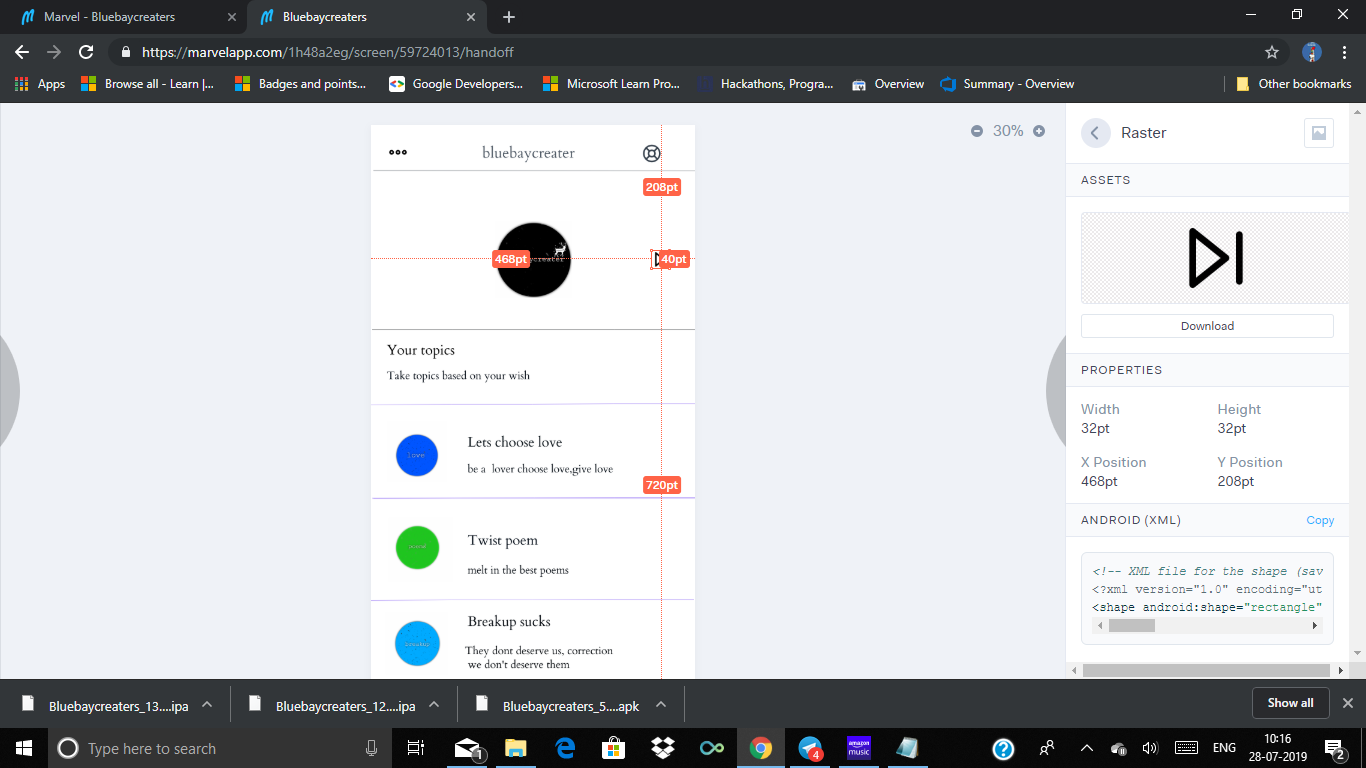 Marvel - Bluebaycreaters
Bluebaycreaters
https://marvelapp.com/1h48a2eg/screen/59724013/handoff
Apps
Browse all - Learn |...
Badges and points...
Google Developers...
Microsoft Learn Pro...
Hackathons, Progra...
Overview
Summary - Overview
Other bookmarks
bluebaycreater
208pt
468pt
40pt
Your topics
Take topics based on your wish
Lets choose love
be a lover choose love,give love
love
720pt
Twist poem
melt in the best poems
Breakup sucks
They dont deserve us, correction
we don't deserve them
30%
Raster
ASSETS
Download
PROPERTIES
Width
Height
32pt
32pt
X Position
Y Position
468pt
208pt
ANDROID (XML)
Copy
<!-- XML file for the shape (sav
<?xml version="1.0" encoding="ut
<shape android:shape="rectangle"
Bluebaycreaters_13....ipa
Bluebaycreaters_12....ipa
Bluebaycreaters_5....apk
Show all
Type here to search
1
4
amazon
music
ENG
10:16
28-07-2019
2